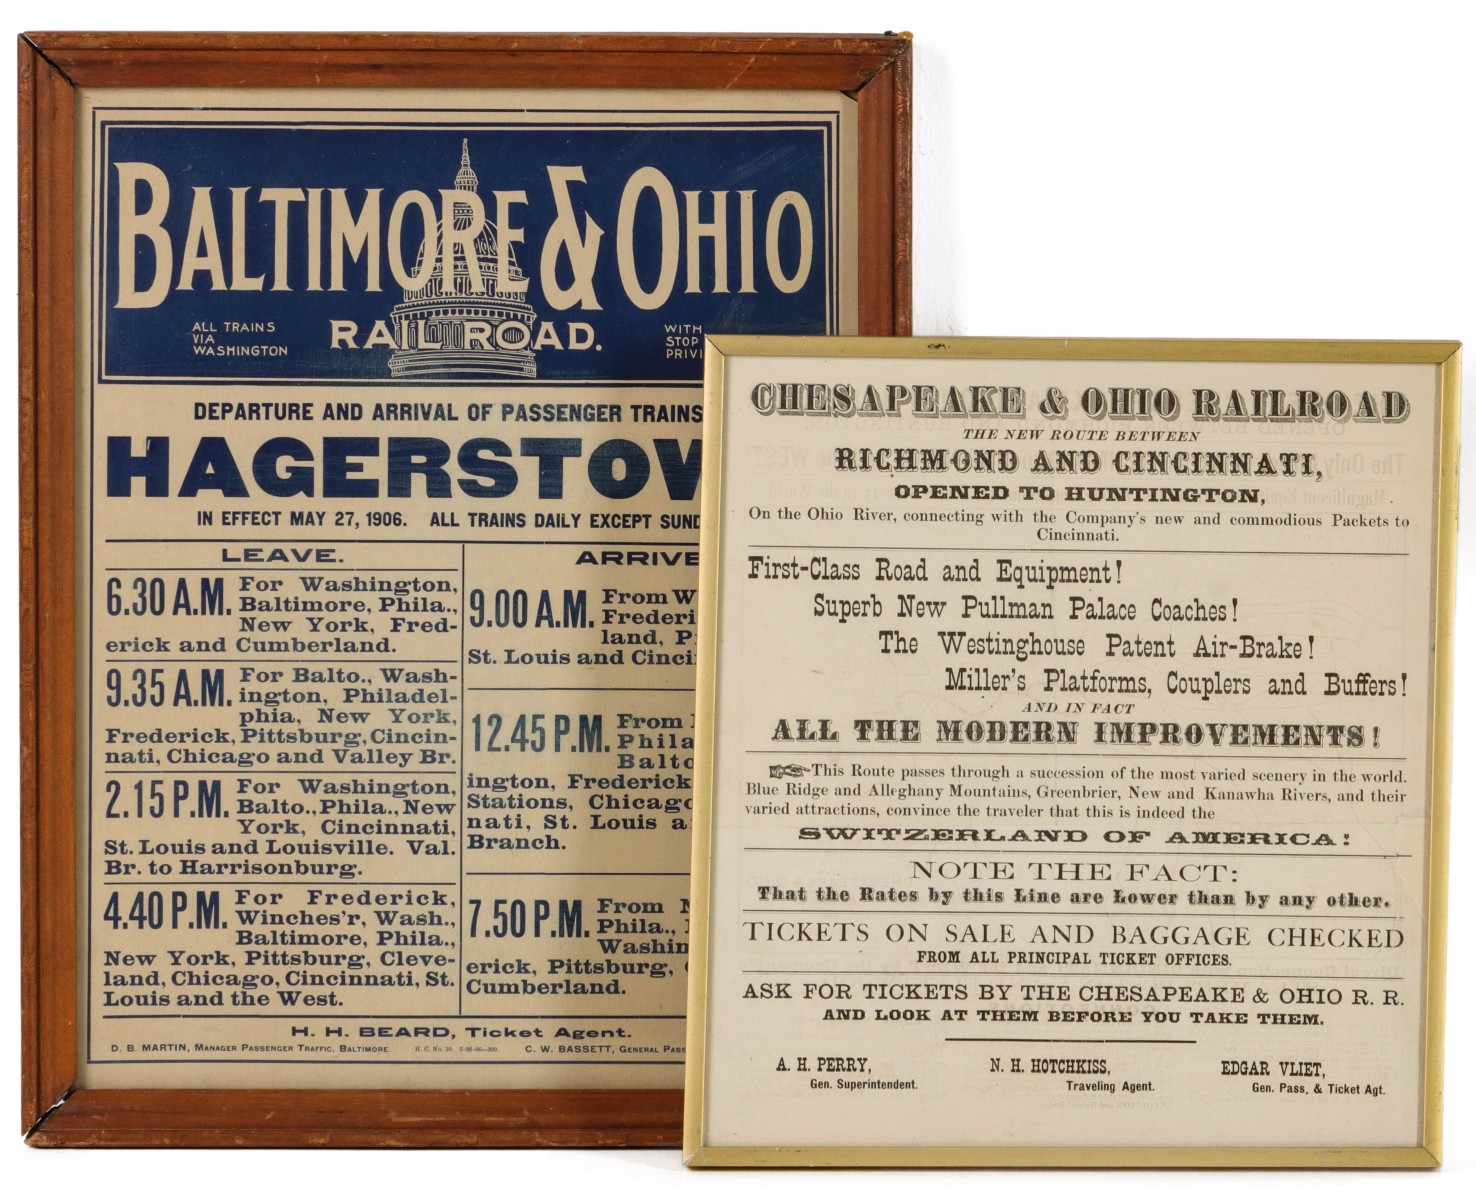 BALTIMORE & OHIO
RAILROAD.
ALL TRAINS
VIA
WASHINGTON
WITH
STOP
DEPARTURE AND ARRIVAL OF PASSENGER TRAINS
HAGERSTOW
IN EFFECT MAY 27, 1906. ALL TRAINS DAILY EXCEPT SUND
LEAVE.
6.30 A.M. For Washington,
Baltimore, Phila.,
New York, Fred-
erick and Cumberland.
9.35 A.M. For Balto., Wash-
ington, Philadel-
phia, New York,
Frederick, Pittsburg, Cincin-
nati, Chicago and Valley Br.
2.15 P.M. For Washington,
Balto., Phila., New
York, Cincinnati,
St. Louis and Louisville. Val.
Br. to Harrisonburg.
4.40 P.M. For Frederick,
Winches'r, Wash.,
Baltimore, Phila.,
New York, Pittsburg, Cleve-
land, Chicago, Cincinnati, St.
Louis and the West.
ARRIVE
9.00 A.M. From W
Frederi
land, P
St. Louis and Cinci
12.45 P.M. From
Phila
Balto
ington, Frederick
Stations, Chicago
nati, St. Louis a
Branch.
7.50 P.M. From
Phila.,
Washin
erick, Pittsburg,
Cumberland.
H. H. BEARD, Ticket Agent.
D. B. MARTIN, MANAGER PASSENGER TRAFFIC, BALTIMORE. C. W. BASSETT, GENERAL PASS
CHESAPEAKE & OHIO RAILROAD
THE NEW ROUTE BETWEEN
RICHMOND AND CINCINNATI,
OPENED TO HUNTINGTON,
On the Ohio River, connecting with the Company's new and commodious Packets to
Cincinnati.
First-Class Road and Equipment!
Superb New Pullman Palace Coaches!
The Westinghouse Patent Air-Brake!
Miller's Platforms, Couplers and Buffers!
AND IN FACT
ALL THE MODERN IMPROVEMENTS!
☞This Route passes through a succession of the most varied scenery in the world.
Blue Ridge and Alleghany Mountains, Greenbrier, New and Kanawha Rivers, and their
varied attractions, convince the traveler that this is indeed the
SWITZERLAND OF AMERICA!
NOTE THE FACT:
That the Rates by this Line are Lower than by any other.
TICKETS ON SALE AND BAGGAGE CHECKED
FROM ALL PRINCIPAL TICKET OFFICES.
ASK FOR TICKETS BY THE CHESAPEAKE & OHIO R. R.
AND LOOK AT THEM BEFORE YOU TAKE THEM.
A. H. PERRY, N. H. HOTCHKISS, EDGAR VLIET,
Gen. Superintendent. Traveling Agent. Gen. Pass. & Ticket Agt.